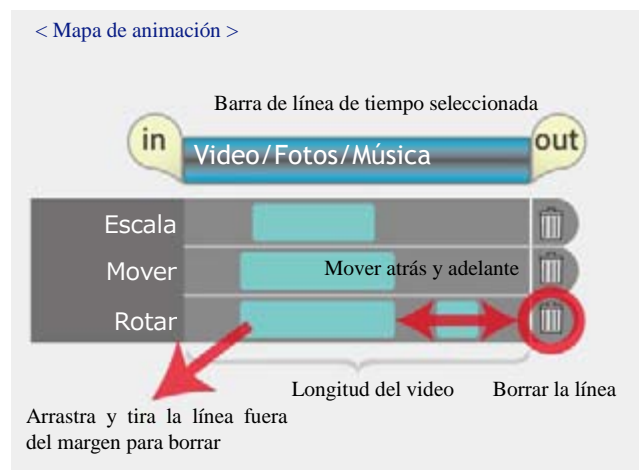 < Mapa de animación >
Barra de línea de tiempo seleccionada
in
Video/Fotos/Música
out
Escala
Mover
Mover atrás y adelante
Rotar
Longitud del video
Borrar la línea
Arrastra y tira la línea fuera
del margen para borrar